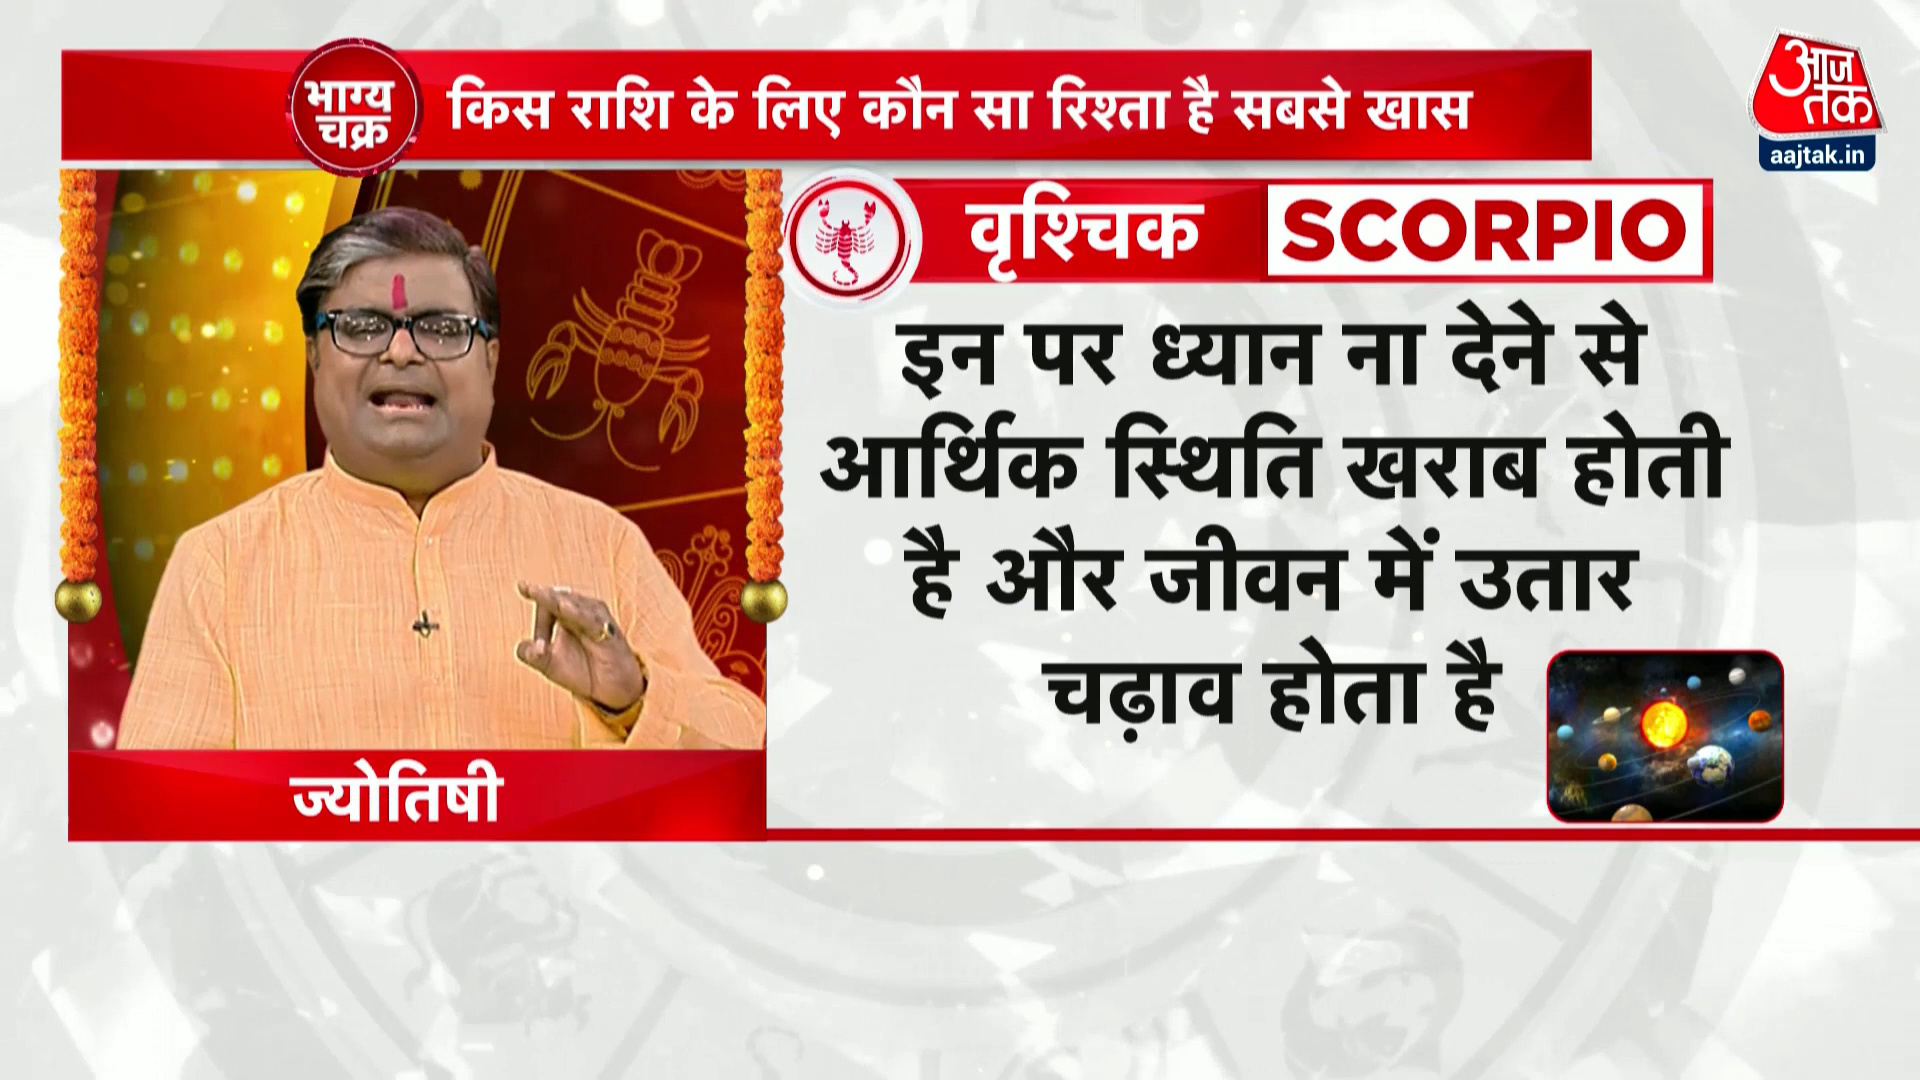 भाग्य
चक्र
किस राशि के लिए कौन सा रिश्ता है सबसे खास
आज
तक
aajtak.in
वृश्चिक SCORPIO
इन पर ध्यान ना देने से
आर्थिक स्थिति खराब होती
है और जीवन में उतार
चढ़ाव होता है
ज्योतिषी